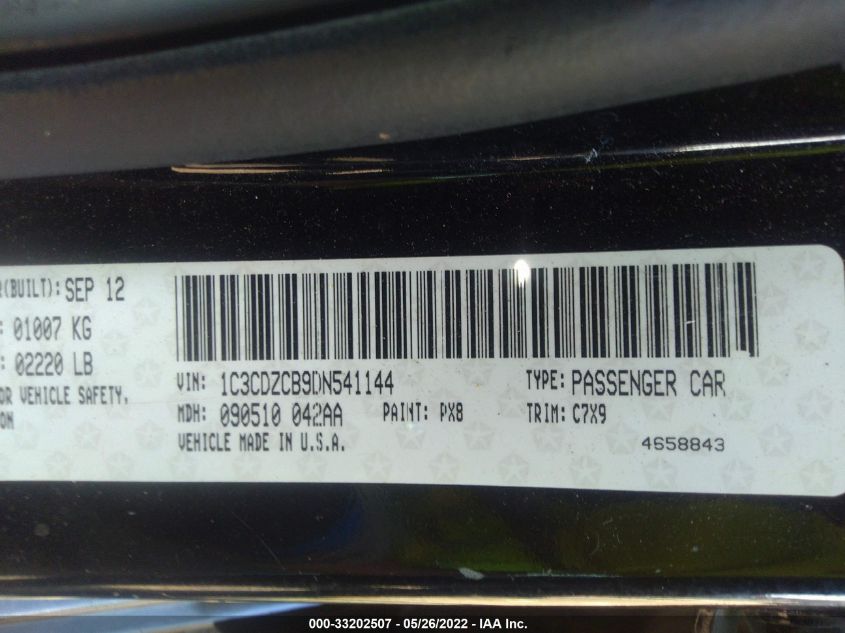 R(BUILT): SEP 12
: 01007 KG
: 02220 LB
OR VEHICLE SAFETY,
ON
VIN: 1C3CDZCB9DN541144 TYPE: PASSENGER CAR
MDH: 090510 042AA PAINT: PX8 TRIM: C7X9
VEHICLE MADE IN U.S.A. 4658843
000-33202507 - 05/26/2022 - IAA Inc.